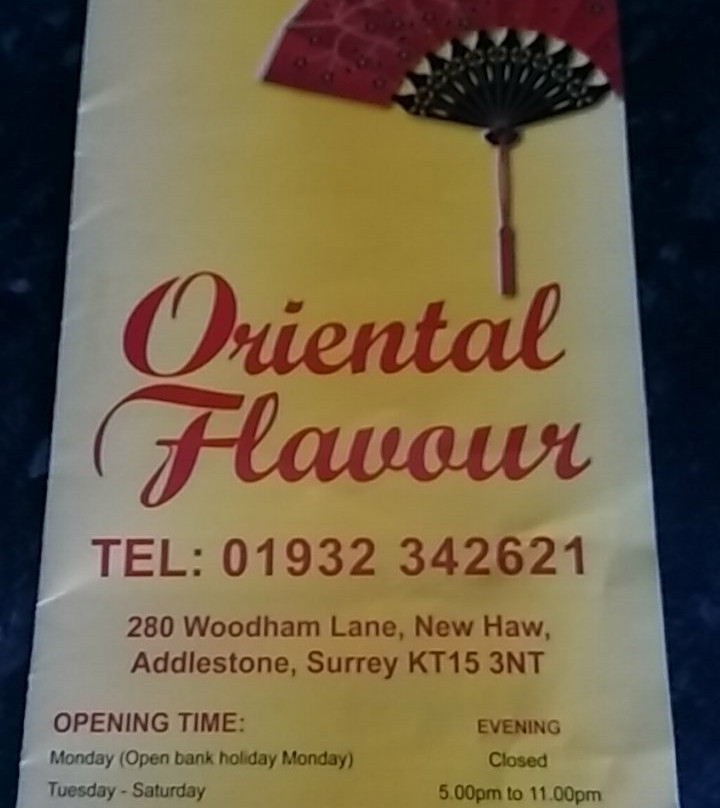 Oriental
Flavour
TEL: 01932 342621
280 Woodham Lane, New Haw,
Addlestone, Surrey KT15 3NT
OPENING TIME: EVENING
Monday (Open bank holiday Monday) Closed
Tuesday - Saturday 5.00pm to 11.00pm